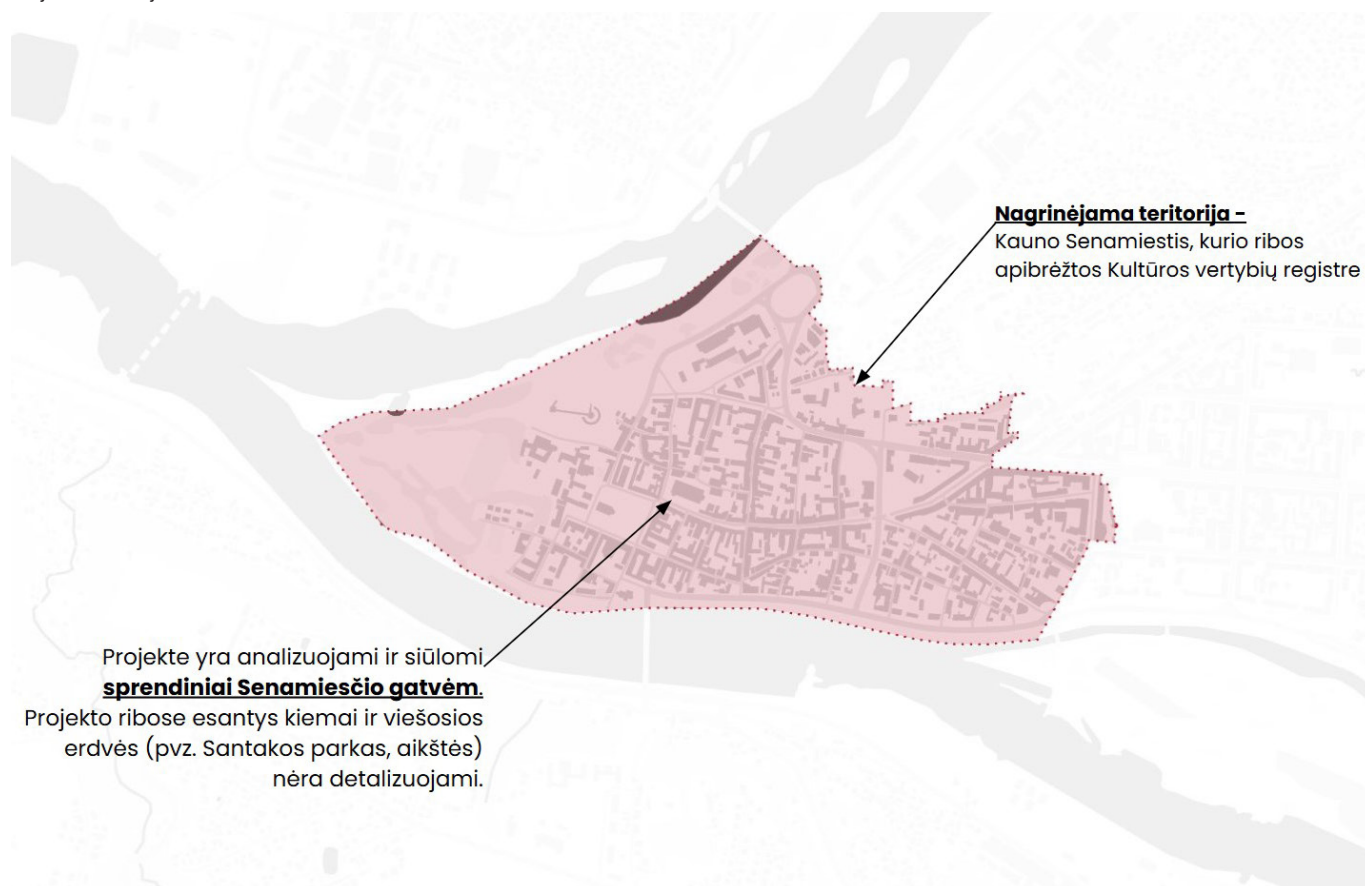 Nagrinėjama teritorija -
Kauno Senamiestis, kurio ribos
apibrėžtos Kultūros vertybių registre
Projekte yra analizuojami ir siūlomi
sprendiniai Senamiesčio gatvėm.
Projekto ribose esantys kiemai ir viešosios
erdvės (pvz. Santakos parkas, aikštės)
nėra detalizuojami.